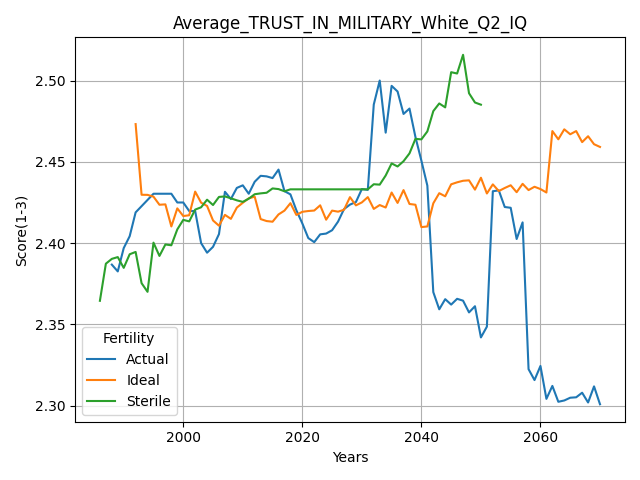 Average_TRUST_IN_MILITARY_White_Q2_IQ
Score(1-3)
2.50
2.45
2.40
2.35
2.30
Fertility
Actual
Ideal
Sterile
2000
2020
2040
2060
Years